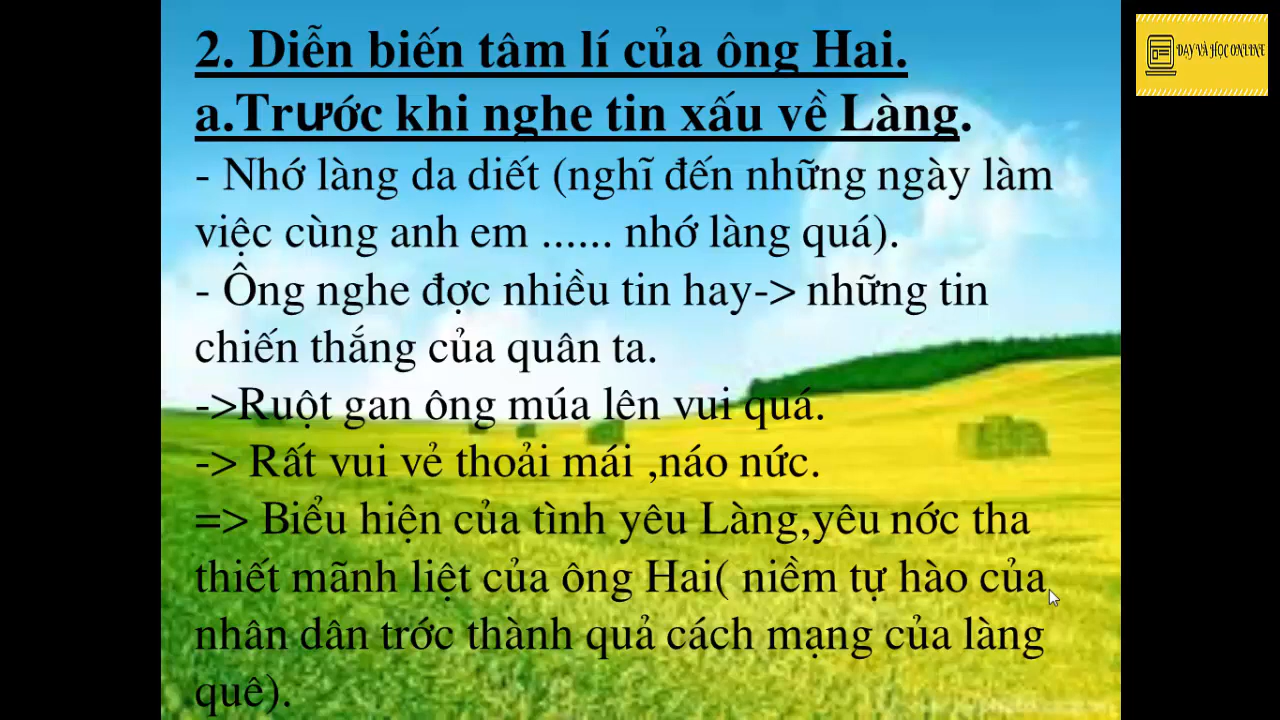 2. Diễn biến tâm lí của ông Hai.
a.Trước khi nghe tin xấu về Làng.
- Nhớ làng da diết (nghĩ đến những ngày làm
việc cùng anh em ...... nhớ làng quá).
- Ông nghe đợc nhiều tin hay-> những tin
chiến thắng của quân ta.
->Ruột gan ông múa lên vui quá.
-> Rất vui vẻ thoải mái ,náo nức.
=> Biểu hiện của tình yêu Làng,yêu nớc tha
thiết mãnh liệt của ông Hai( niềm tự hào của
nhân dân trớc thành quả cách mạng của làng
quê).
DẠY VÀ HỌC ONLINE